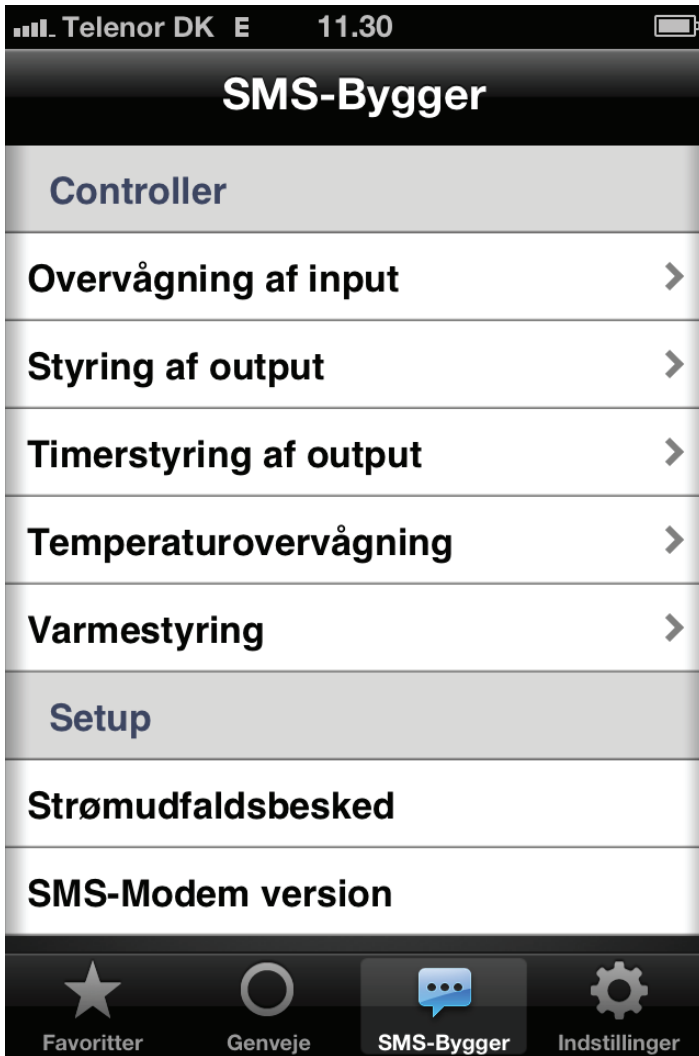 Telenor DK E 11.30
SMS-Bygger
Controller
Overvågning af input
Styring af output
Timerstyring af output
Temperaturovervågning
Varmestyring
Setup
Strømudfaldsbesked
SMS-Modem version
Favoritter Genveje SMS-Bygger Indstillinger